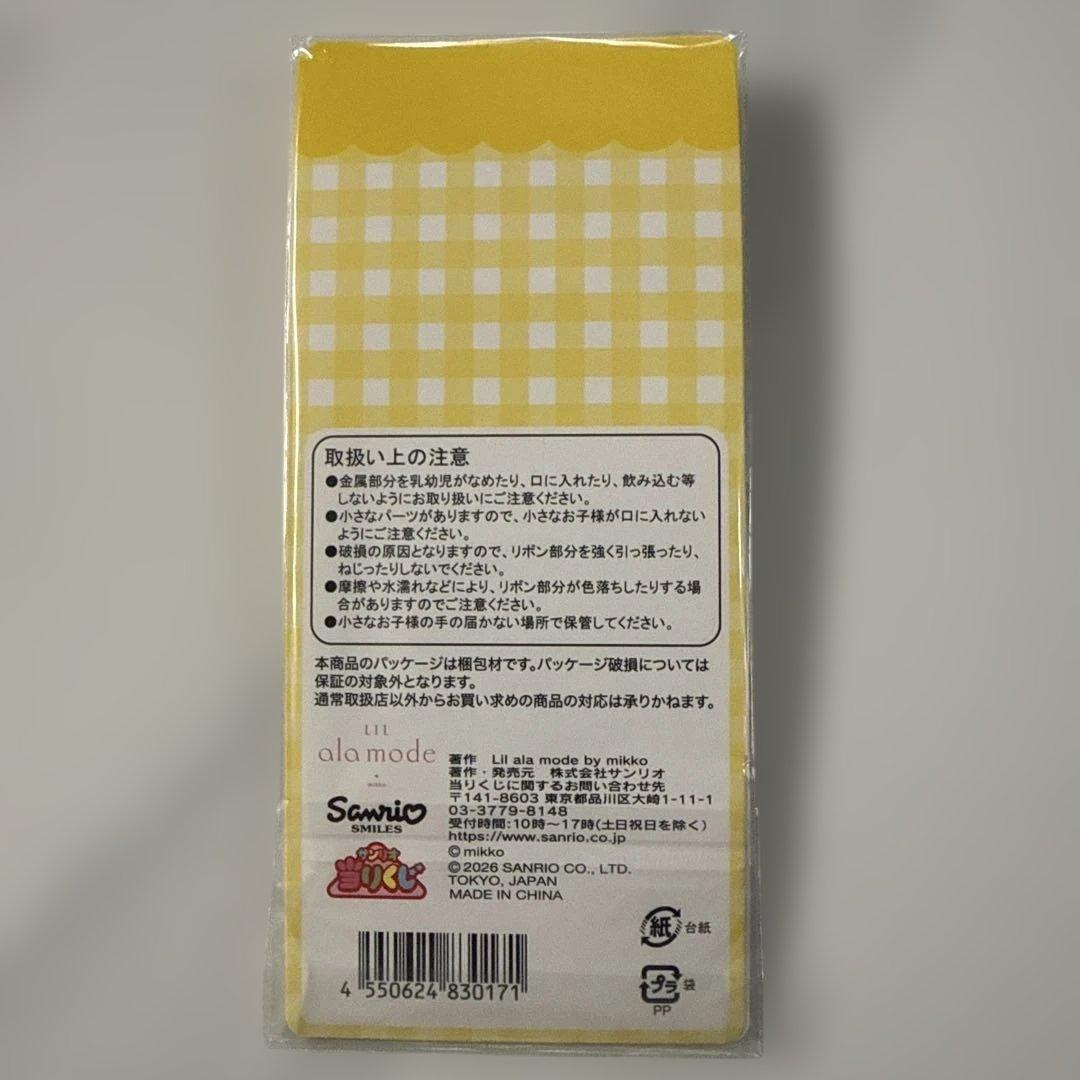 取扱い上の注意
●金属部分を乳幼児がなめたり、口に入れたり、飲み込む等
しないようにお取り扱いにご注意ください。
●小さなパーツがありますので、小さなお子様が口に入れない
ようにご注意ください。
●破損の原因となりますので、リボン部分を強く引っ張ったり、
ねじったりしないでください。
●摩擦や水濡れなどにより、リボン部分が色落ちしたりする場
合がありますのでご注意ください。
●小さなお子様の手の届かない場所で保管してください。
本商品のパッケージは梱包材です。パッケージ破損については
保証の対象外となります。
通常取扱店以外からお買い求めの商品の対応は承りかねます。
LIL
ala mode
mikko
Sanrio
SMILES
サンリオ
当りくじ
著作 Lil ala mode by mikko
著作・発売元 株式会社サンリオ
当りくじに関するお問い合わせ先
〒141-8603 東京都品川区大崎1-11-1
03-3779-8148
受付時間:10時～17時(土日祝日を除く)
https://www.sanrio.co.jp
©mikko
©2026 SANRIO CO., LTD.
TOKYO, JAPAN
MADE IN CHINA
紙 台紙
プラ 袋
PP
4 550624 830171